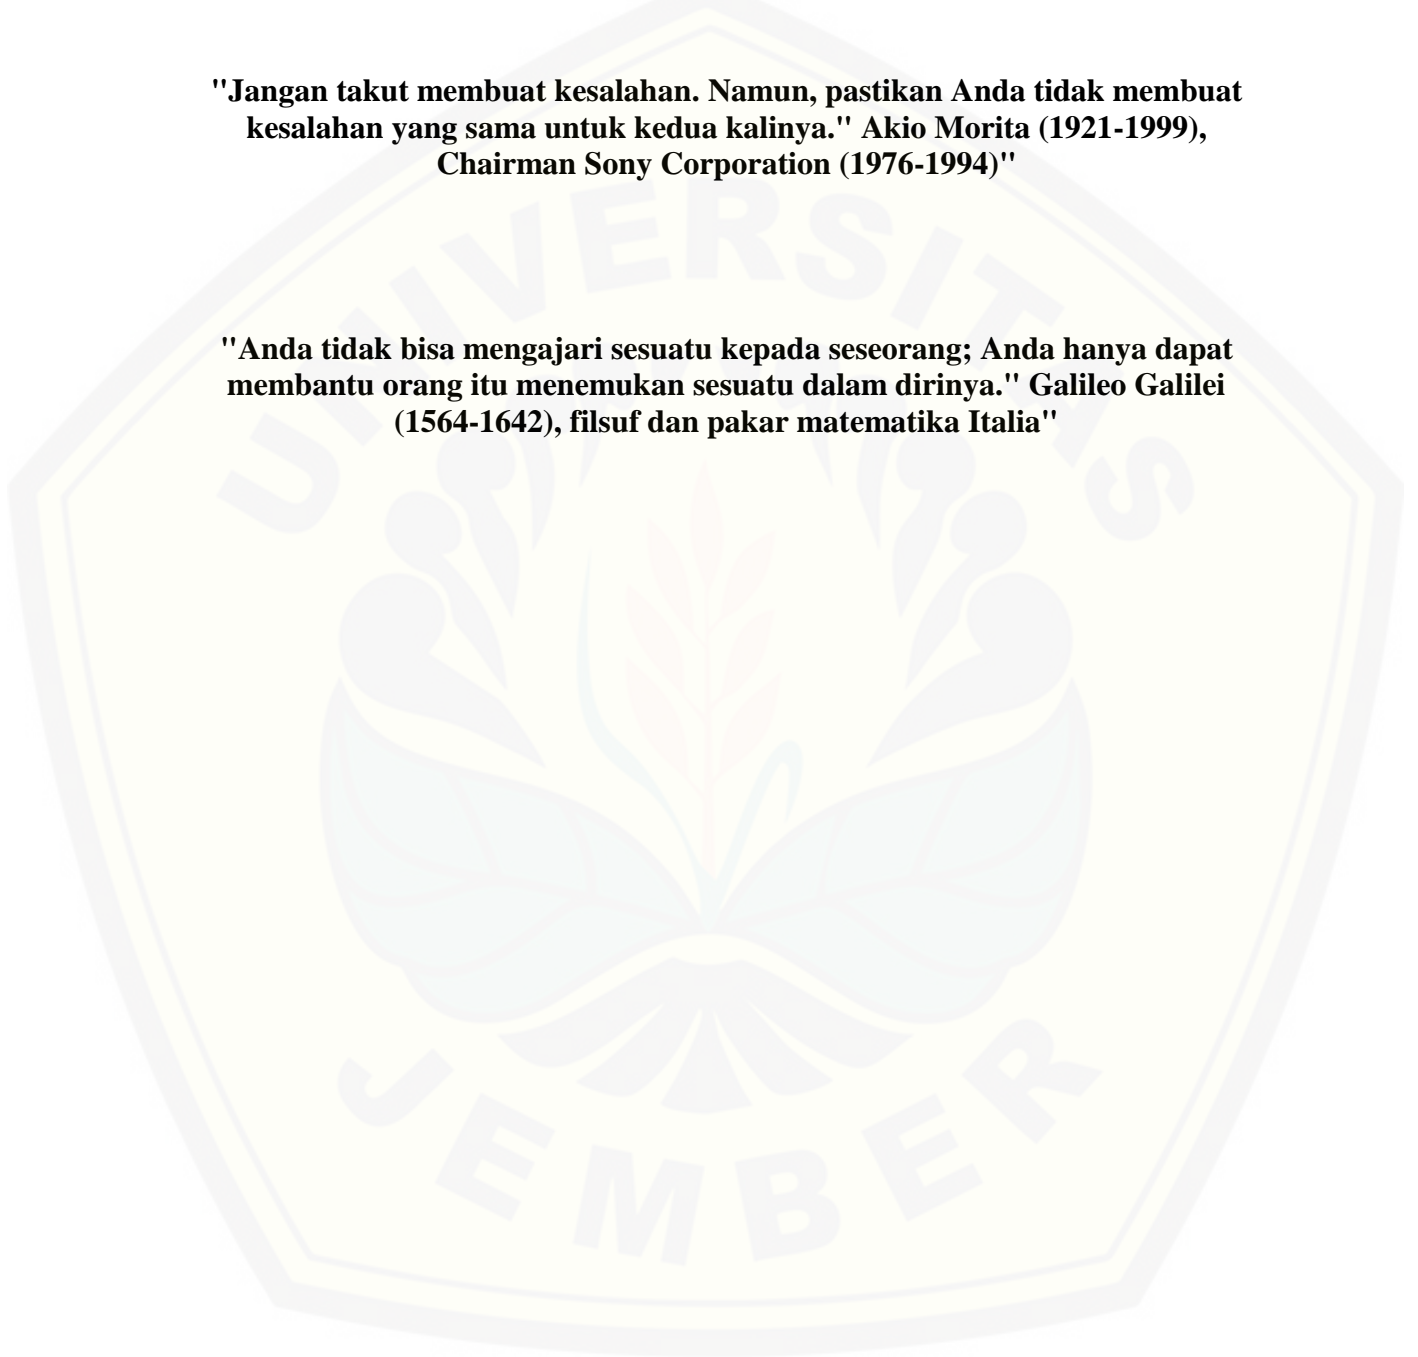 "Jangan takut membuat kesalahan. Namun, pastikan Anda tidak membuat
kesalahan yang sama untuk kedua kalinya." Akio Morita (1921-1999),
Chairman Sony Corporation (1976-1994)"
"Anda tidak bisa mengajari sesuatu kepada seseorang; Anda hanya dapat
membantu orang itu menemukan sesuatu dalam dirinya." Galileo Galilei
(1564-1642), filsuf dan pakar matematika Italia"
UNIVERSITAS
JEMBER